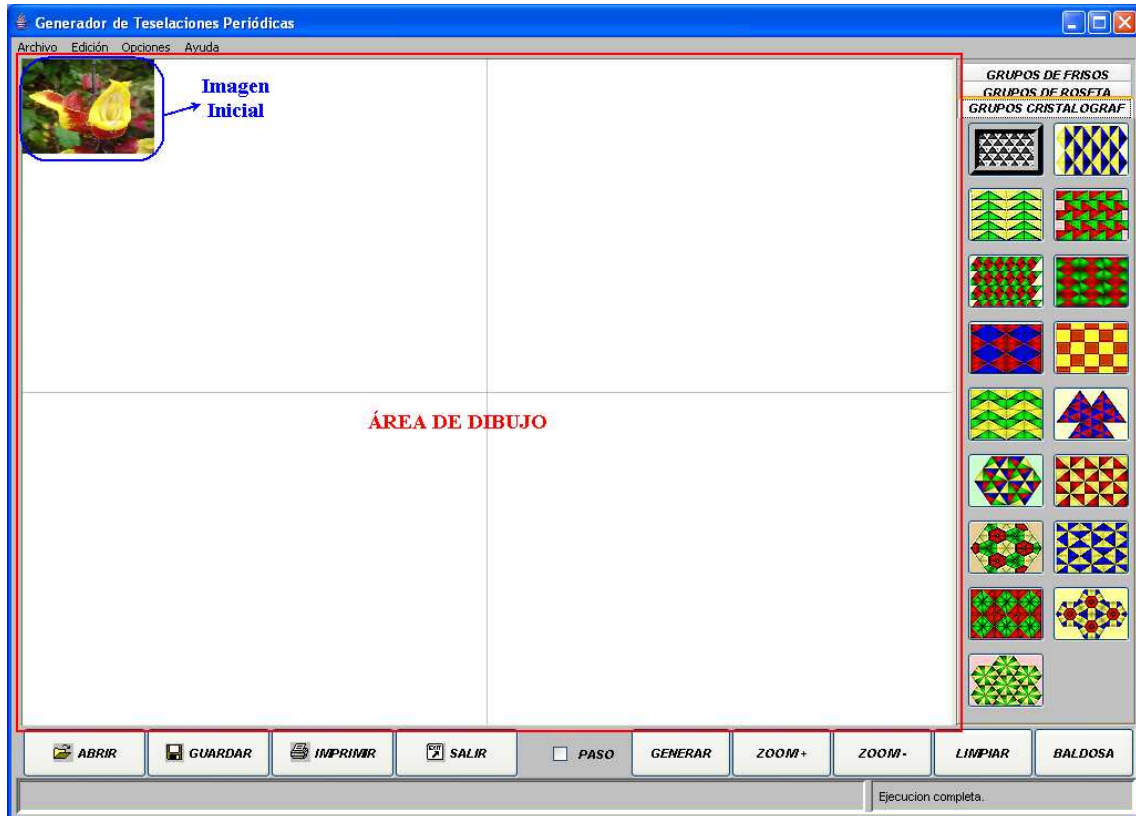 Generador de Teselaciones Periódicas
Archivo Edición Opciones Ayuda
Imagen
Inicial
GRUPOS DE FRISOS
GRUPOS DE ROSETA
GRUPOS CRISTALOGRAF
ÁREA DE DIBUJO
ABRIR GUARDAR IMPRIMIR SALIR PASO GENERAR ZOOM+ ZOOM- LIMPIAR BALDOSA
Ejecucion completa.